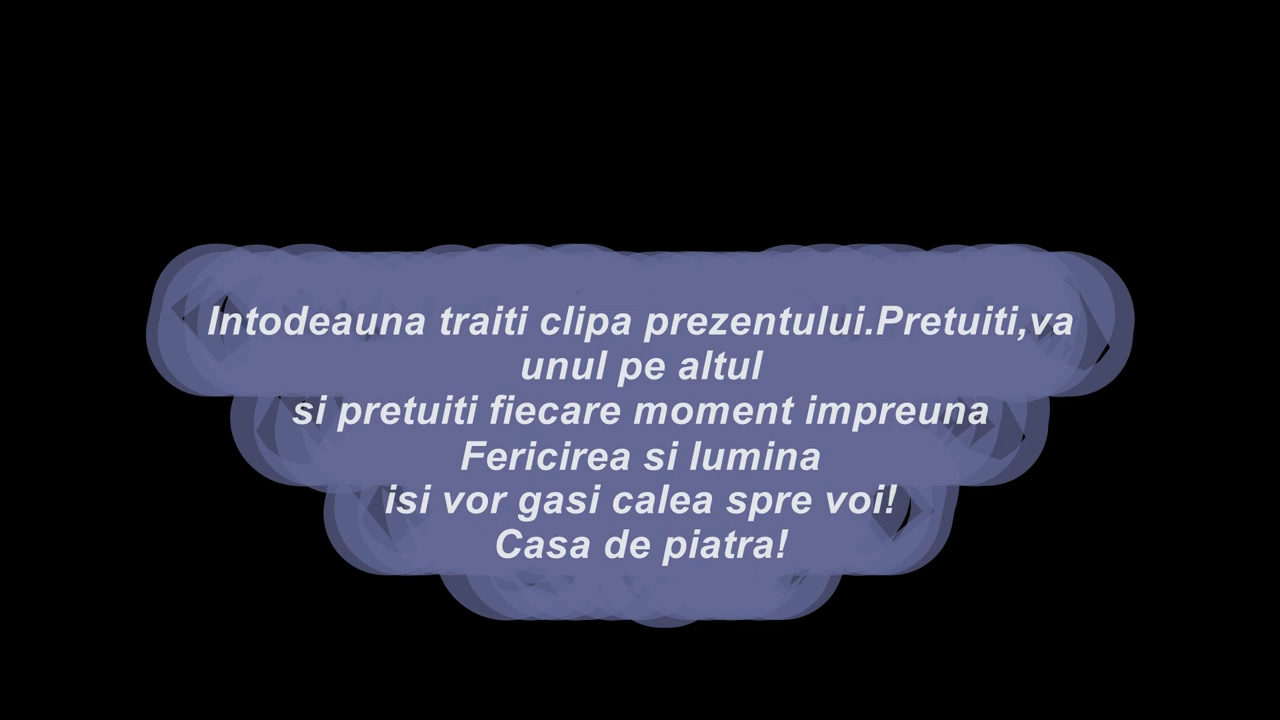 Intodeauna traiti clipa prezentului.Pretuiti,va
unul pe altul
si pretuiti fiecare moment impreuna
Fericirea si lumina
isi vor gasi calea spre voi!
Casa de piatra!